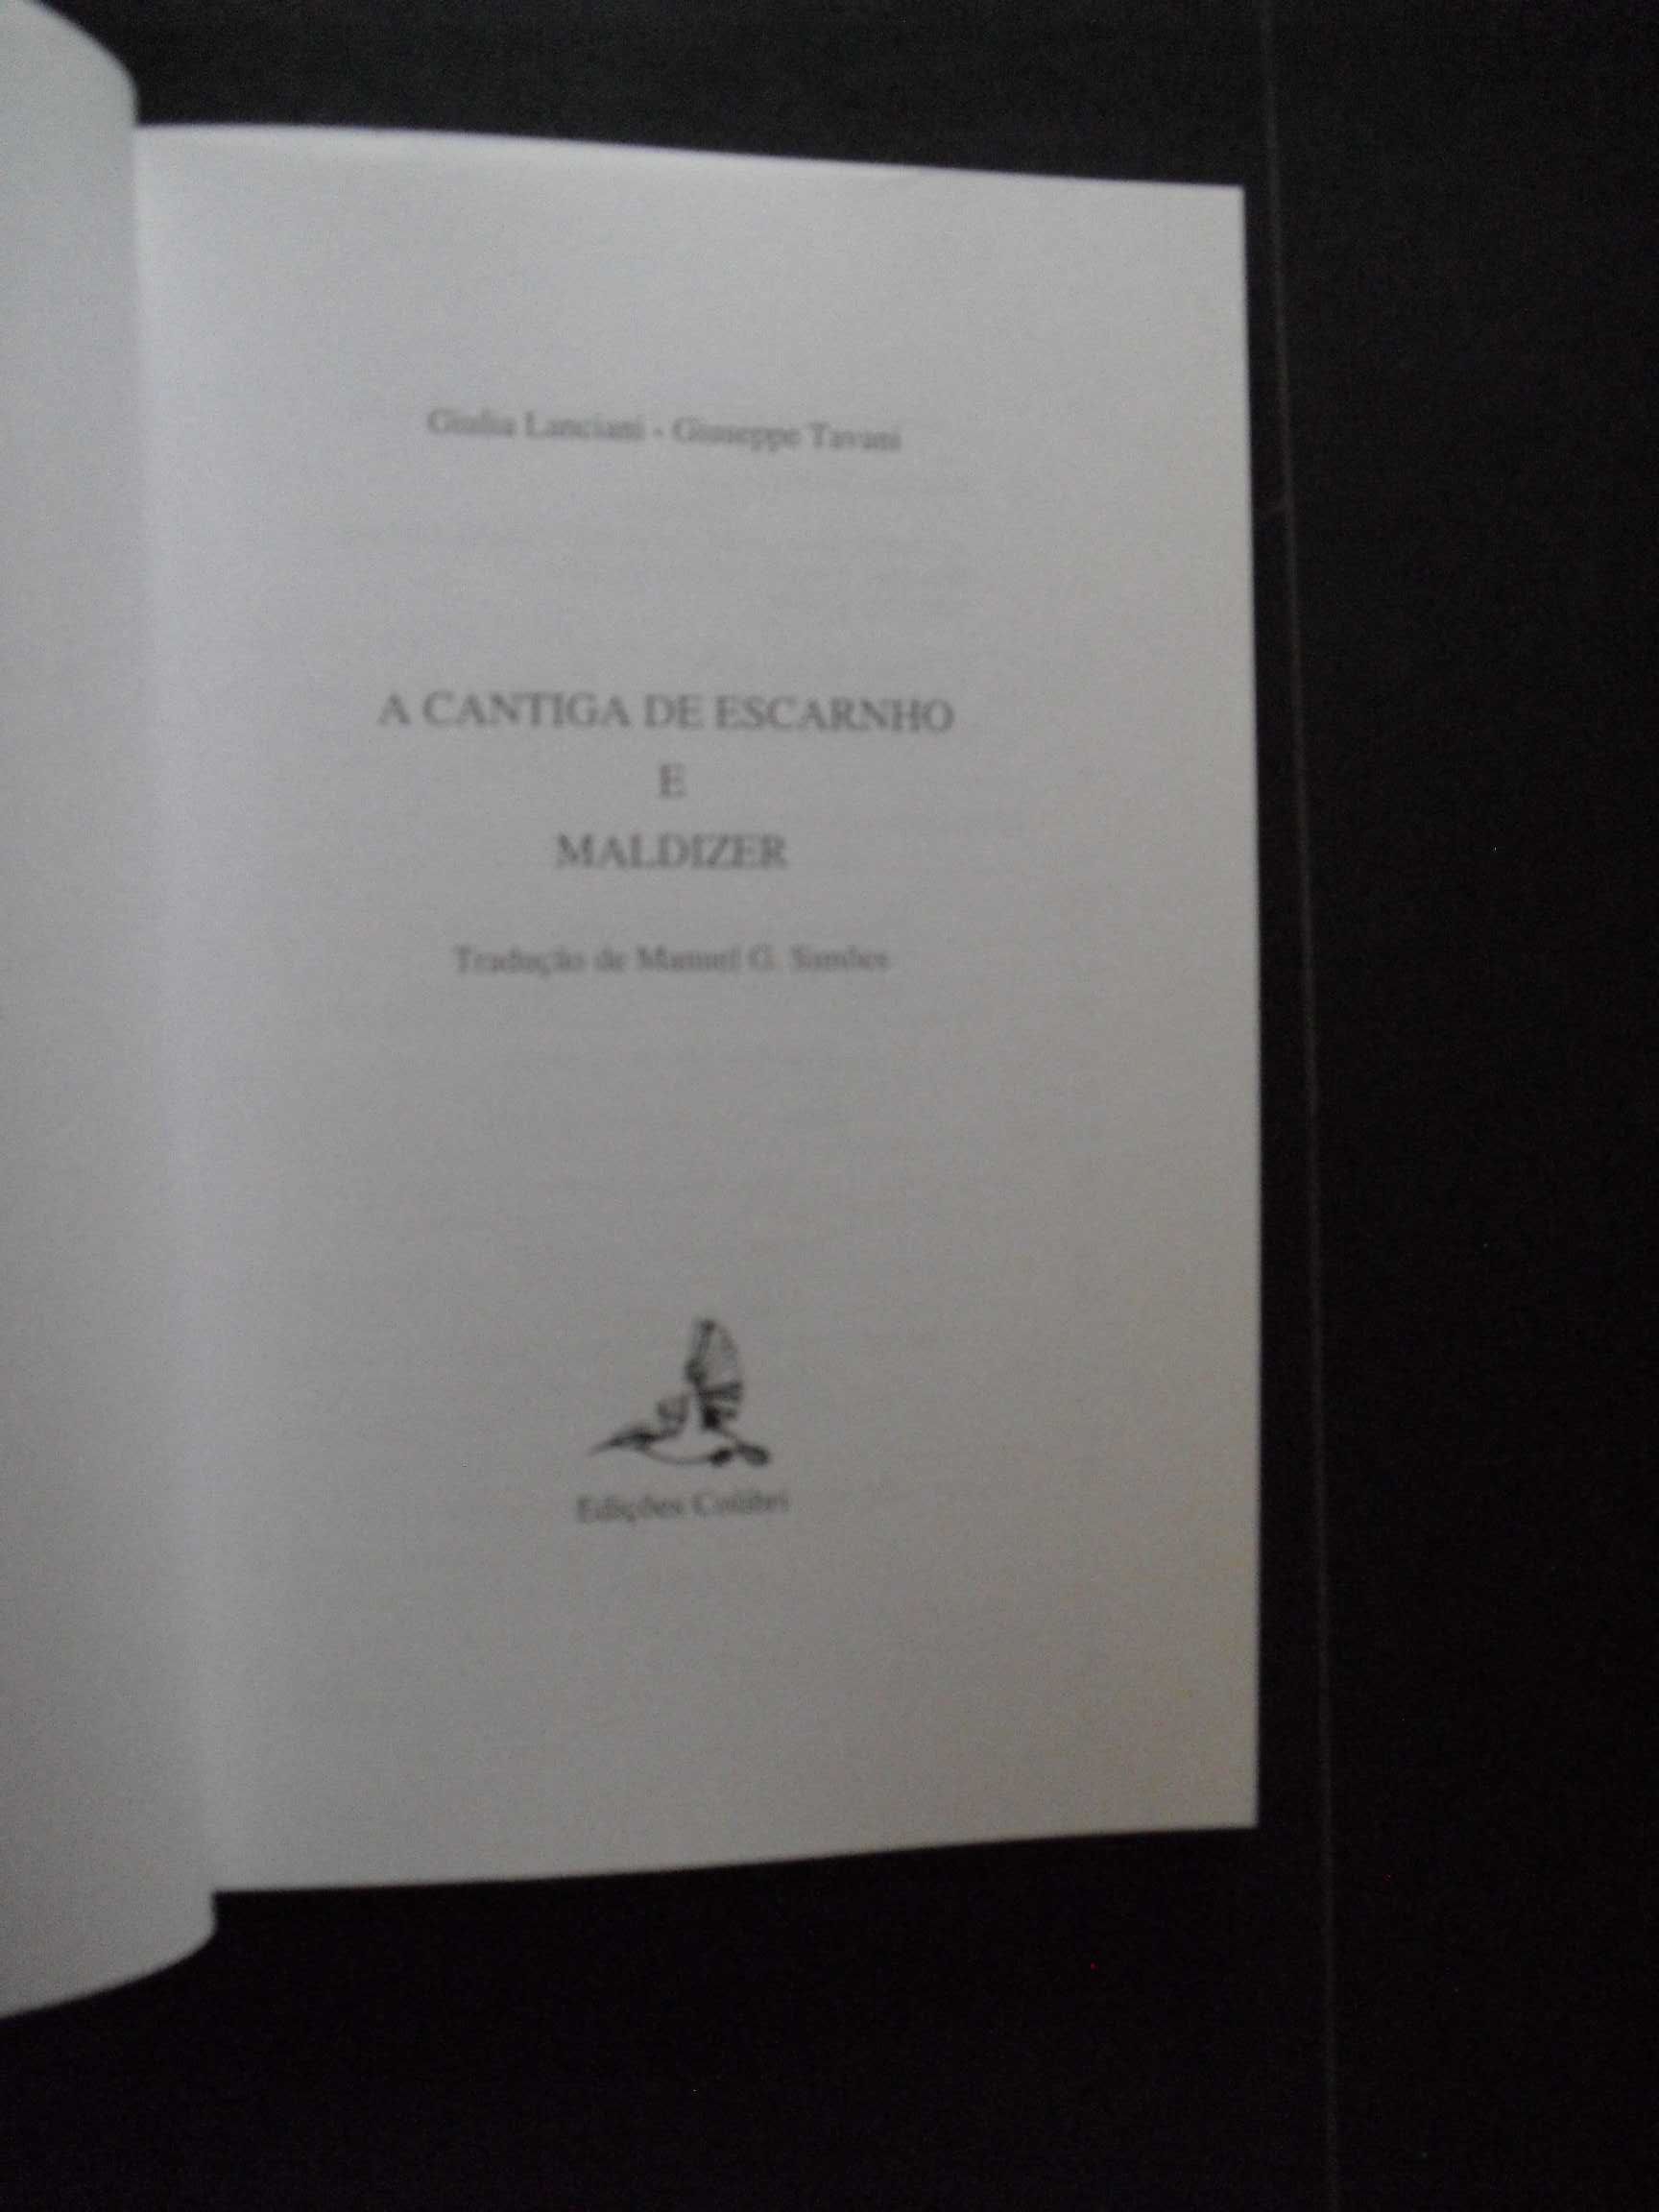 Giulia Lanciani - Giuseppe Tavani
A CANTIGA DE ESCARNHO
E
MALDIZER
Tradução de Manuel G. Simões
Edições Colibri